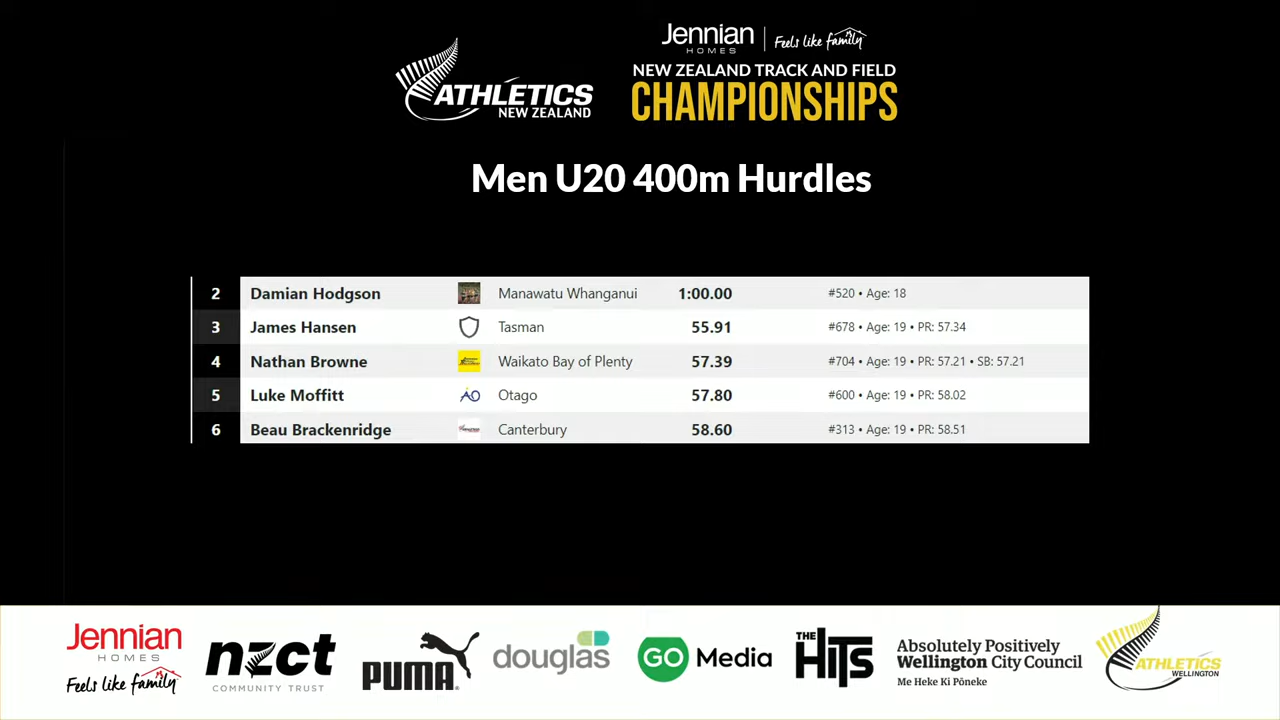 Jennian
HOMES
Feels like family
ATHLETICS
NEW ZEALAND
NEW ZEALAND TRACK AND FIELD
CHAMPIONSHIPS
Men U20 400m Hurdles
2 Damian Hodgson Manawatu Whanganui 1:00.00 #520 • Age: 18
3 James Hansen Tasman 55.91 #678 • Age: 19 • PR: 57.34
4 Nathan Browne Waikato Bay of Plenty 57.39 #704 • Age: 19 • PR: 57.21 • SB: 57.21
5 Luke Moffitt AO Otago 57.80 #600 • Age: 19 • PR: 58.02
6 Beau Brackenridge Canterbury 58.60 #313 • Age: 19 • PR: 58.51
Jennian
HOMES
Feels like family
nzct
COMMUNITY TRUST
PUMA
douglas
GO Media
THE HITS
Absolutely Positively
Wellington City Council
Me Heke Ki Pōneke
ATHLETICS
WELLINGTON